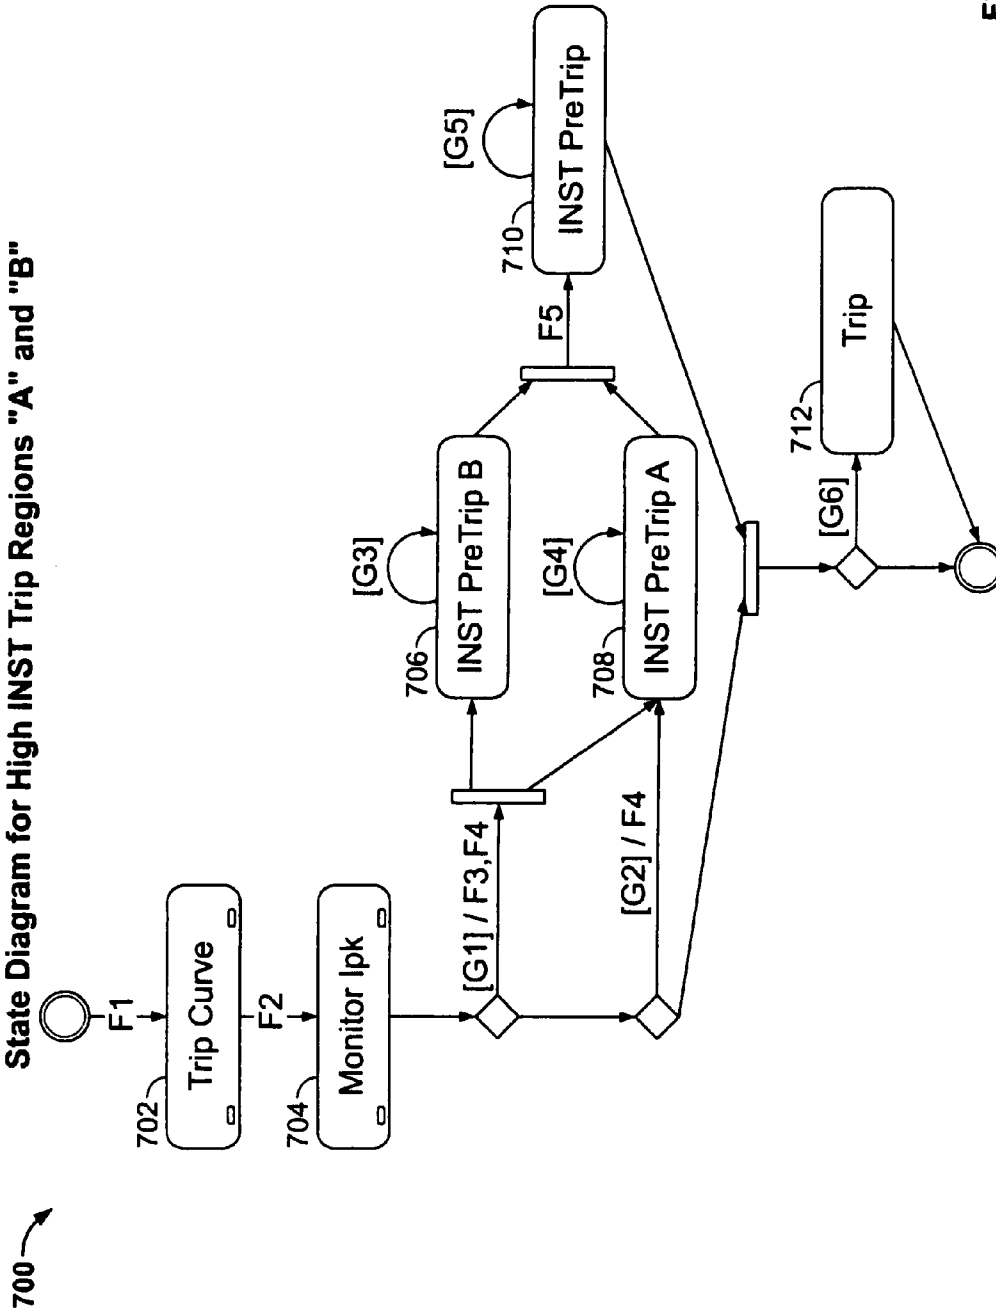 State Diagram for High INST Trip Regions "A" and "B"
700
F1
702
Trip Curve
F2
704
Monitor Ipk
[G1] / F3,F4
[G2] / F4
[G3]
706
INST PreTrip B
[G4]
708
INST PreTrip A
F5
[G5]
710
INST PreTrip
[G6]
712
Trip